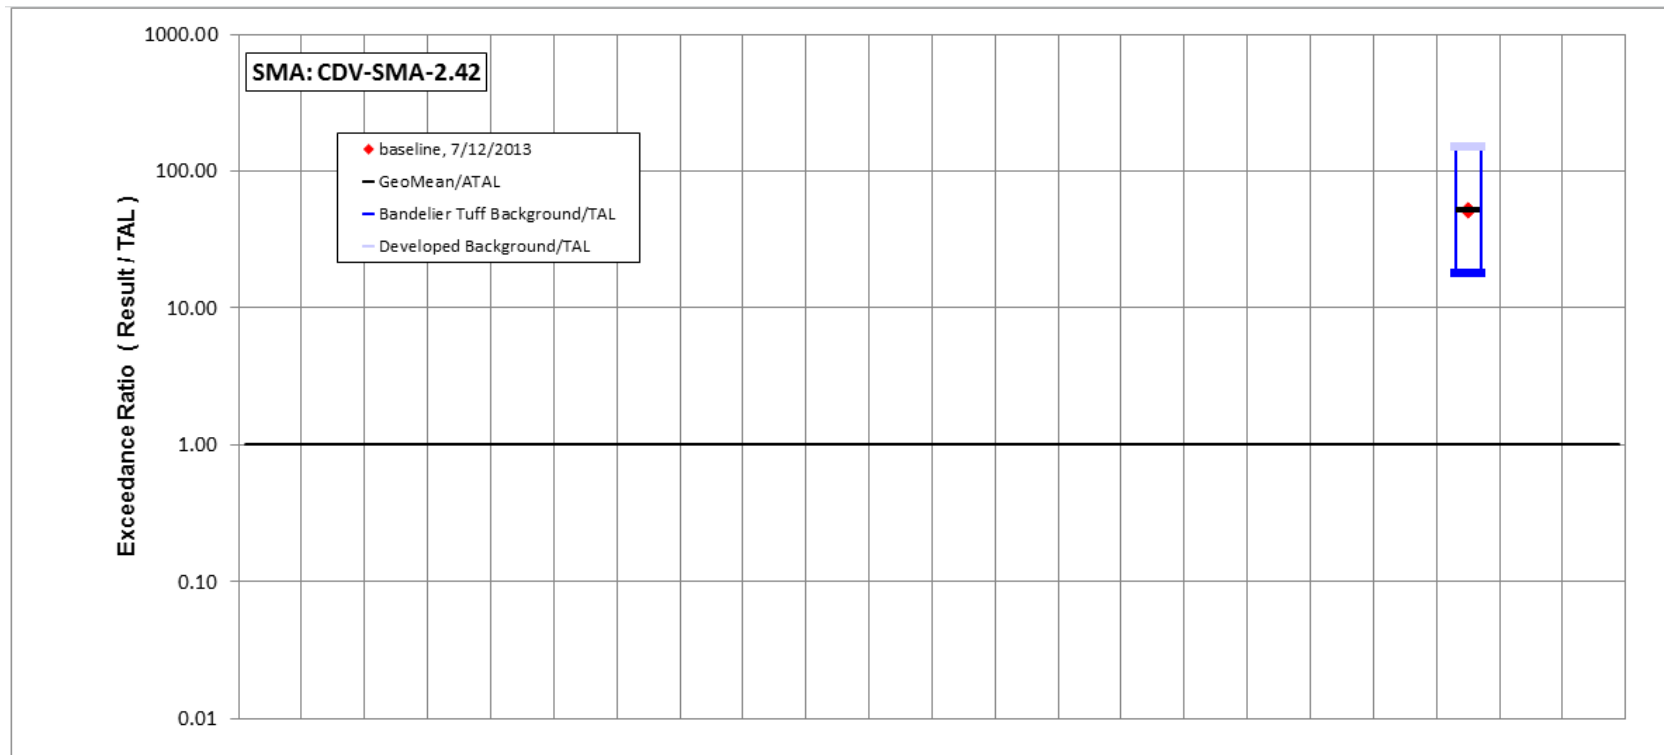 1000.00
SMA: CDV-SMA-2.42
baseline, 7/12/2013
GeoMean/ATAL
Bandelier Tuff Background/TAL
Developed Background/TAL
100.00
10.00
1.00
0.10
0.01
Exceedance Ratio ( Result / TAL )